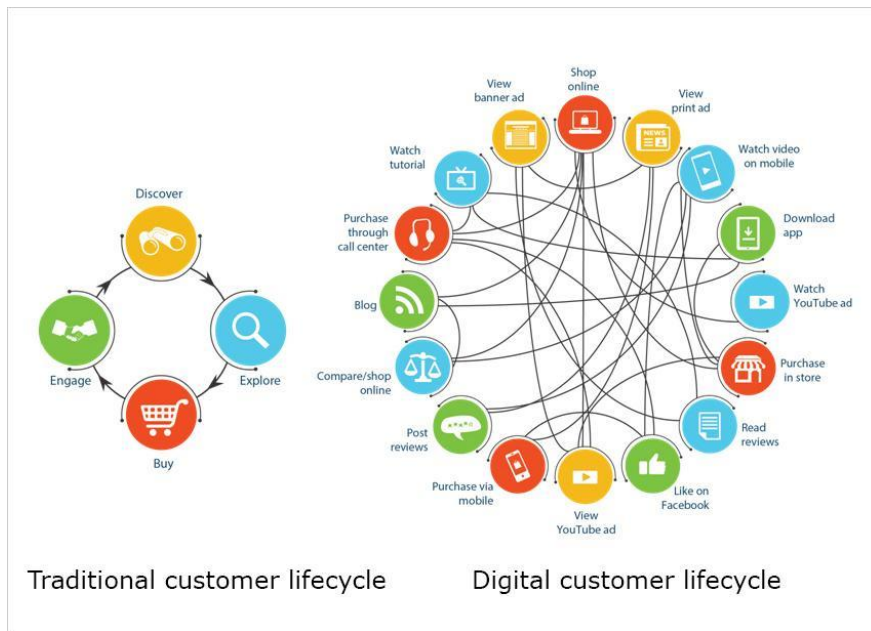 Discover
Explore
Buy
Engage
Traditional customer lifecycle
Shop
online
View
print ad
NEWS
Watch video
on mobile
Download
app
Watch
YouTube ad
Purchase
in store
Read
reviews
Like on
Facebook
View
YouTube ad
Purchase via
mobile
Post
reviews
Compare/shop
online
Blog
Purchase
through
call center
Watch
tutorial
View
banner ad
Digital customer lifecycle